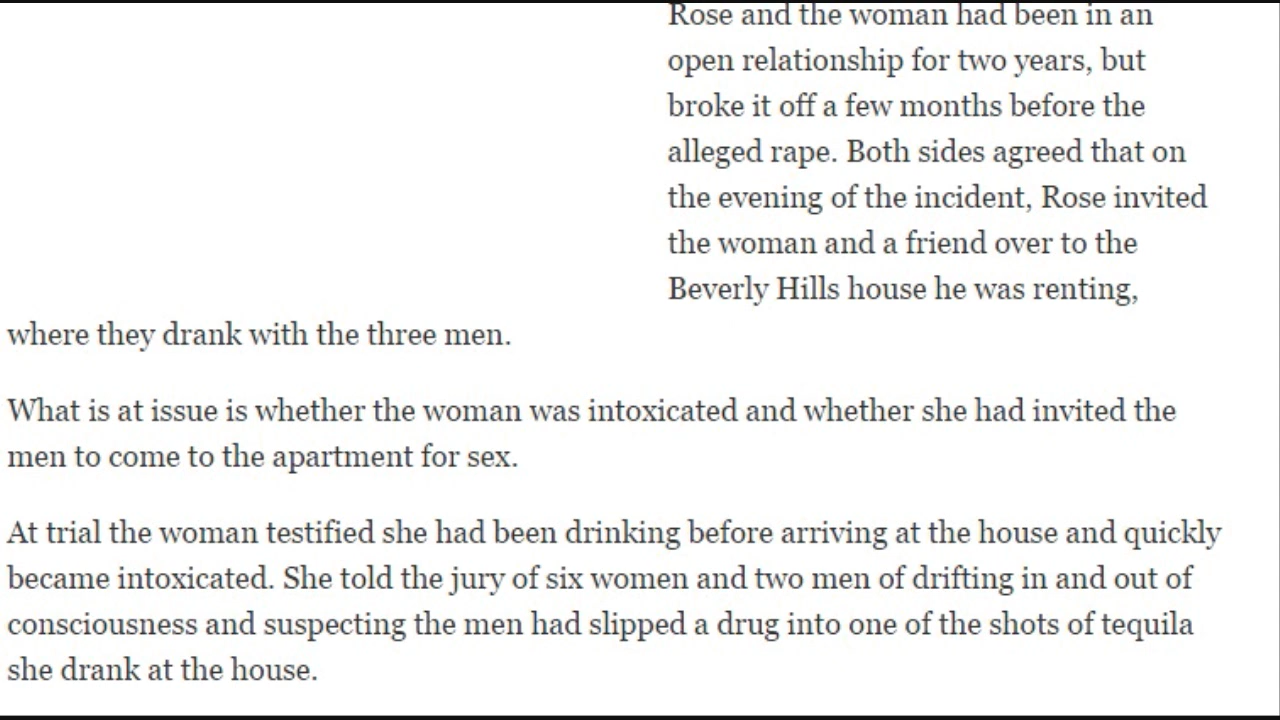 Rose and the woman had been in an
open relationship for two years, but
broke it off a few months before the
alleged rape. Both sides agreed that on
the evening of the incident, Rose invited
the woman and a friend over to the
Beverly Hills house he was renting,
where they drank with the three men.
What is at issue is whether the woman was intoxicated and whether she had invited the
men to come to the apartment for sex.
At trial the woman testified she had been drinking before arriving at the house and quickly
became intoxicated. She told the jury of six women and two men of drifting in and out of
consciousness and suspecting the men had slipped a drug into one of the shots of tequila
she drank at the house.